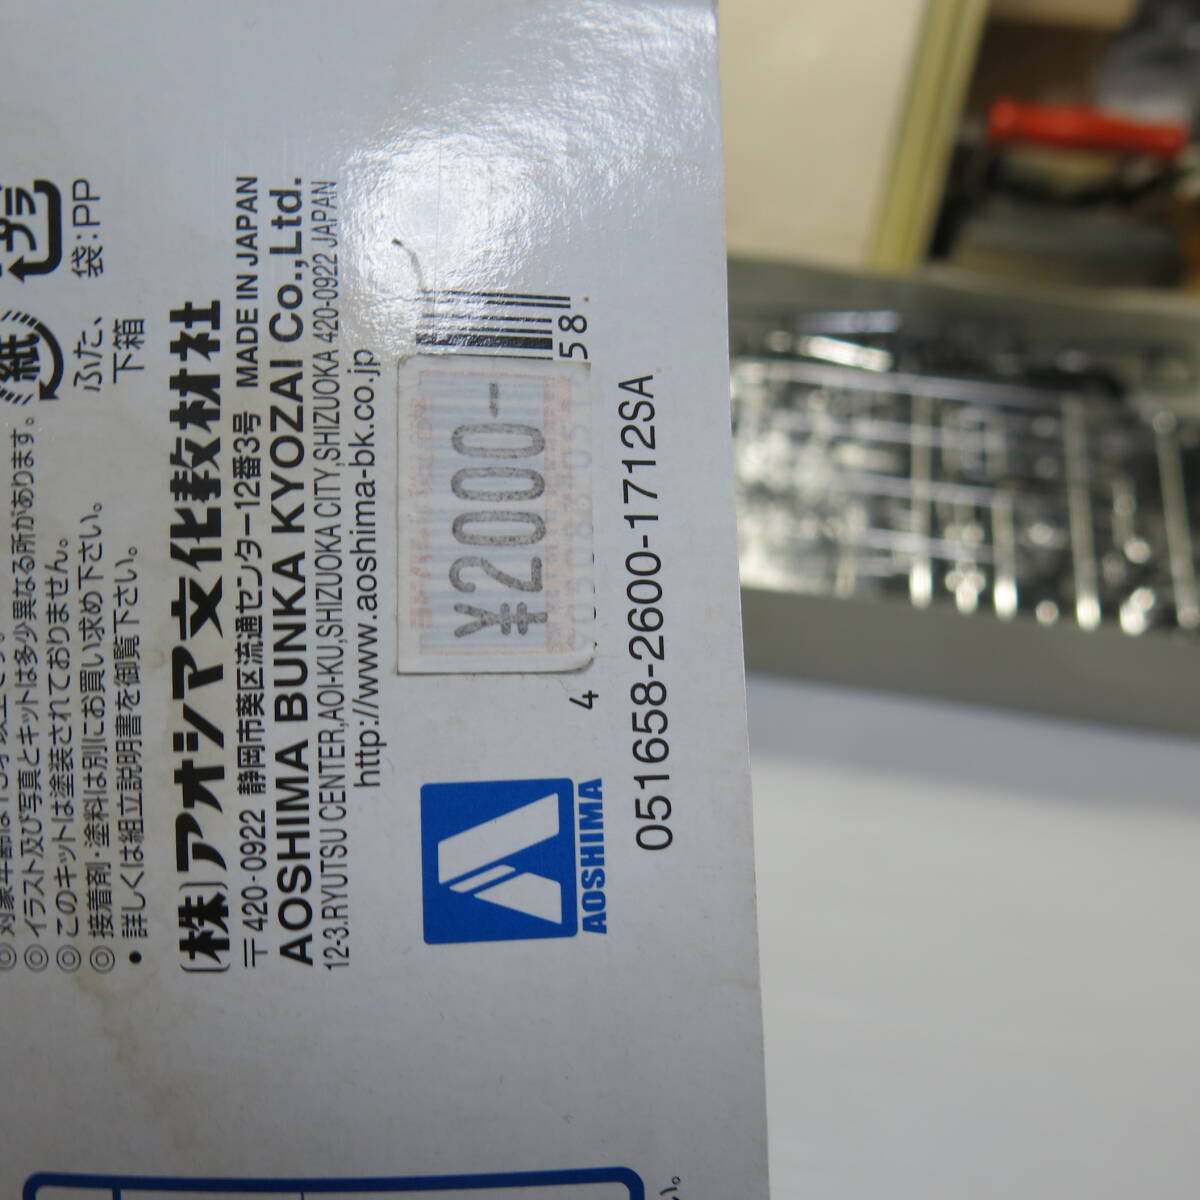 プラ
袋:PP
紙
ふた、
下箱
◎イラスト及び写真とキットは多少異なる所があります。
◎このキットは塗装されておりません。
◎接着剤・塗料は別にお買い求め下さい。
●詳しくは組立説明書を御覧下さい。
(株)アオシマ文化教材社
〒420-0922 静岡市葵区流通センター12番3号 MADE IN JAPAN
AOSHIMA BUNKA KYOZAI Co.,Ltd.
12-3.RYUTSU CENTER,AOI-KU,SHIZUOKA CITY,SHIZUOKA 420-0922 JAPAN
http://www.aoshima-bk.co.jp
¥2000-
4
58
AOSHIMA
051658-2600-1712SA